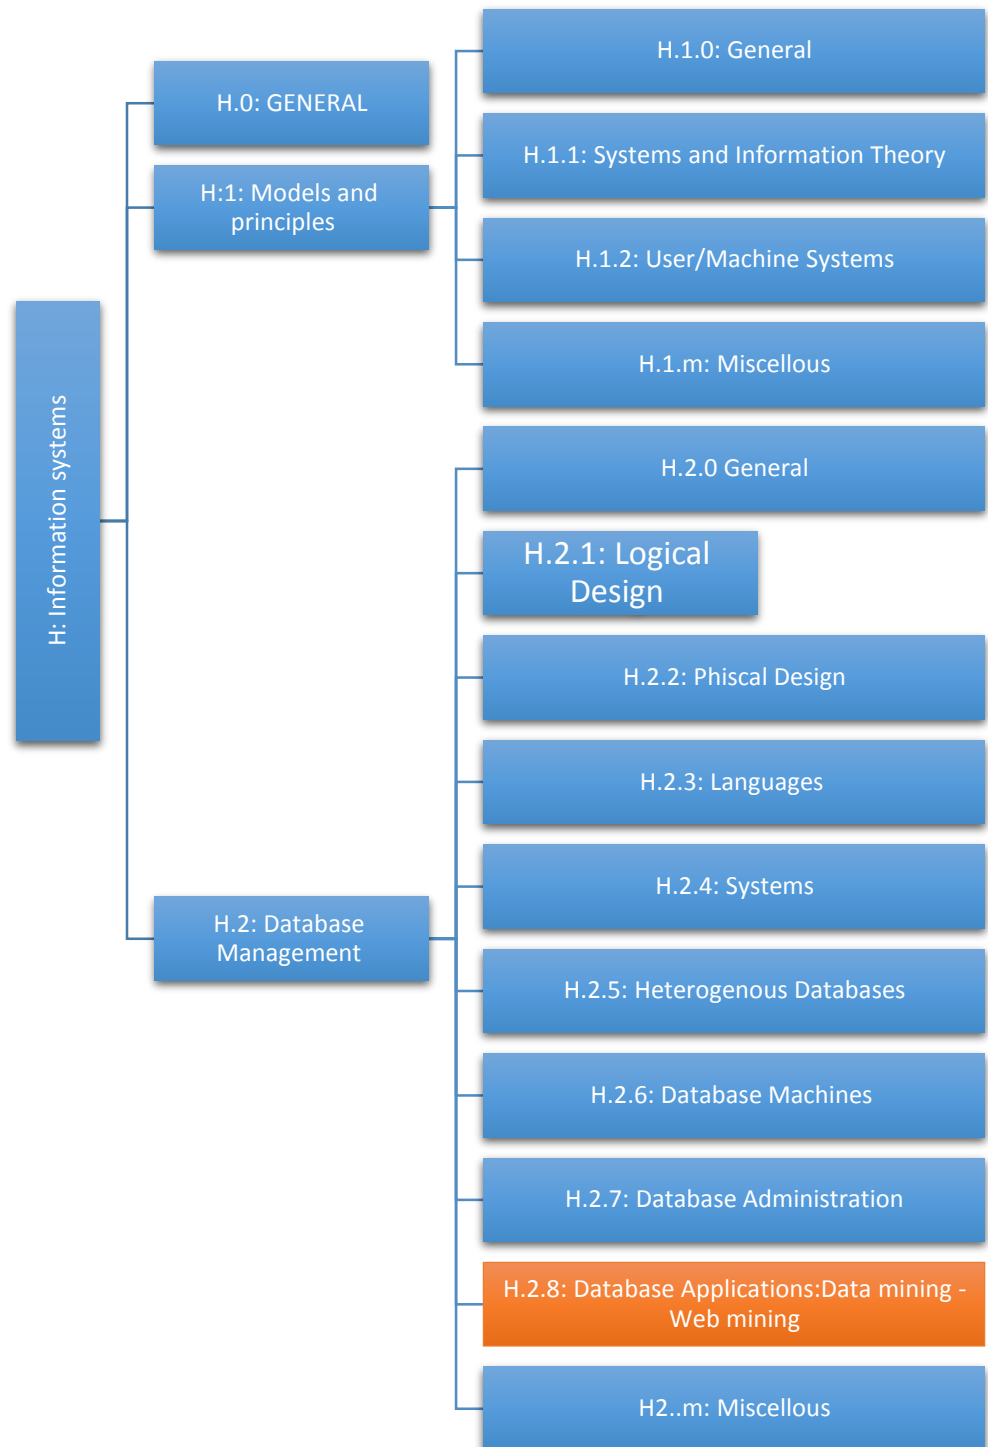 H: Information systems
H.0: GENERAL
H:1: Models and
principles
H.1.0: General
H.1.1: Systems and Information Theory
H.1.2: User/Machine Systems
H.1.m: Miscellous
H.2: Database
Management
H.2.0 General
H.2.1: Logical
Design
H.2.2: Phiscal Design
H.2.3: Languages
H.2.4: Systems
H.2.5: Heterogenous Databases
H.2.6: Database Machines
H.2.7: Database Administration
H.2.8: Database Applications:Data mining -
Web mining
H2..m: Miscellous